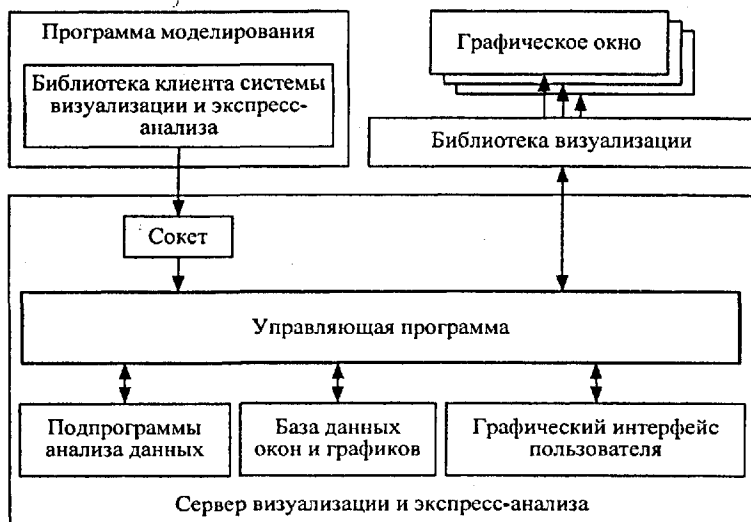 Программа моделирования
Библиотека клиента системы
визуализации и экспресс-
анализа
Графическое окно
Библиотека визуализации
Сокет
Управляющая программа
Подпрограммы
анализа данных
База данных
окон и графиков
Графический интерфейс
пользователя
Сервер визуализации и экспресс-анализа